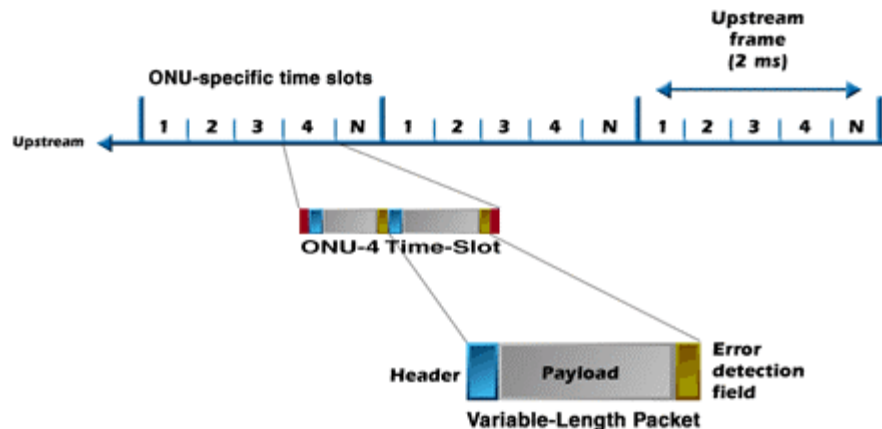 Upstream
frame
(2 ms)
ONU-specific time slots
1 2 3 4 N 1 2 3 4 N 1 2 3 4 N
Upstream
ONU-4 Time-Slot
Header
Payload
Error
detection
field
Variable-Length Packet